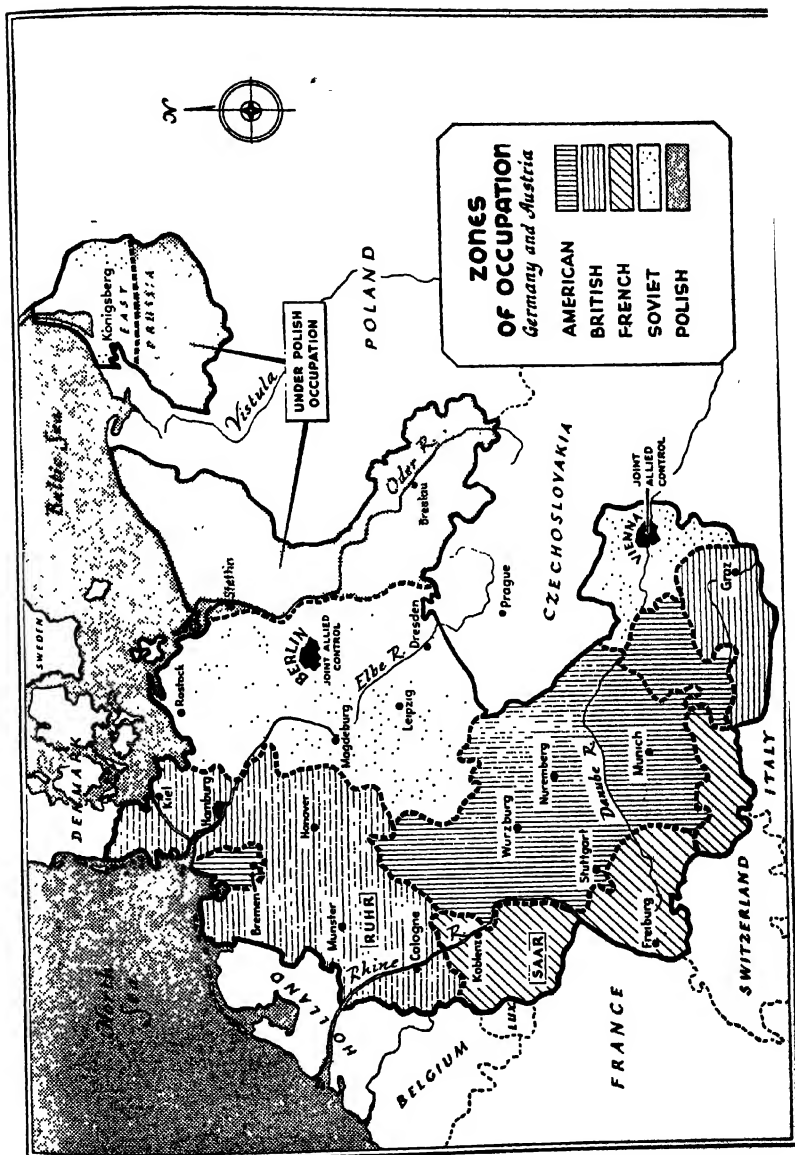 ZONES
OF OCCUPATION
Germany and Austria
AMERICAN
BRITISH
FRENCH
SOVIET
POLISH
N
North
Sea
Baltic Sea
SWEDEN
DENMARK
Kiel
Hamburg
Rostock
Stettin
Königsberg
EAST
PRUSSIA
Vistula
UNDER POLISH
OCCUPATION
POLAND
Bremen
Hanover
Munster
RUHR
Cologne
HOLLAND
Rhine
R.
BELGIUM
LUX.
Koblenz
SAAR
FRANCE
Magdeburg
BERLIN
JOINT ALLIED
CONTROL
Elbe R.
Leipzig
Dresden
Oder R.
Breslau
Prague
CZECHOSLOVAKIA
Wurzburg
Nuremberg
Stuttgart
Danube R.
Munich
Freiburg
SWITZERLAND
ITALY
VIENNA
JOINT
ALLIED
CONTROL
Graz